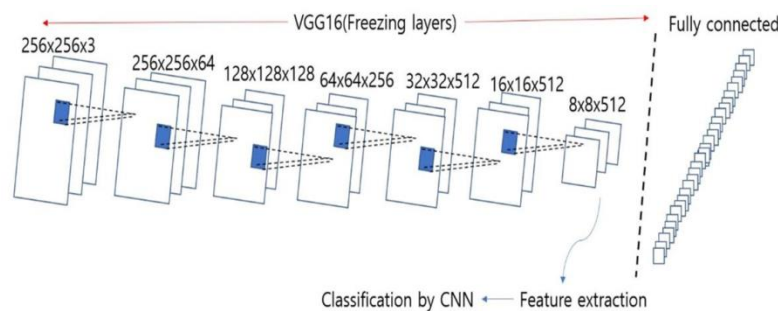 VGG16(Freezing layers)
Fully connected
256x256x3
256x256x64
128x128x128
64x64x256
32x32x512
16x16x512
8x8x512
Classification by CNN
Feature extraction